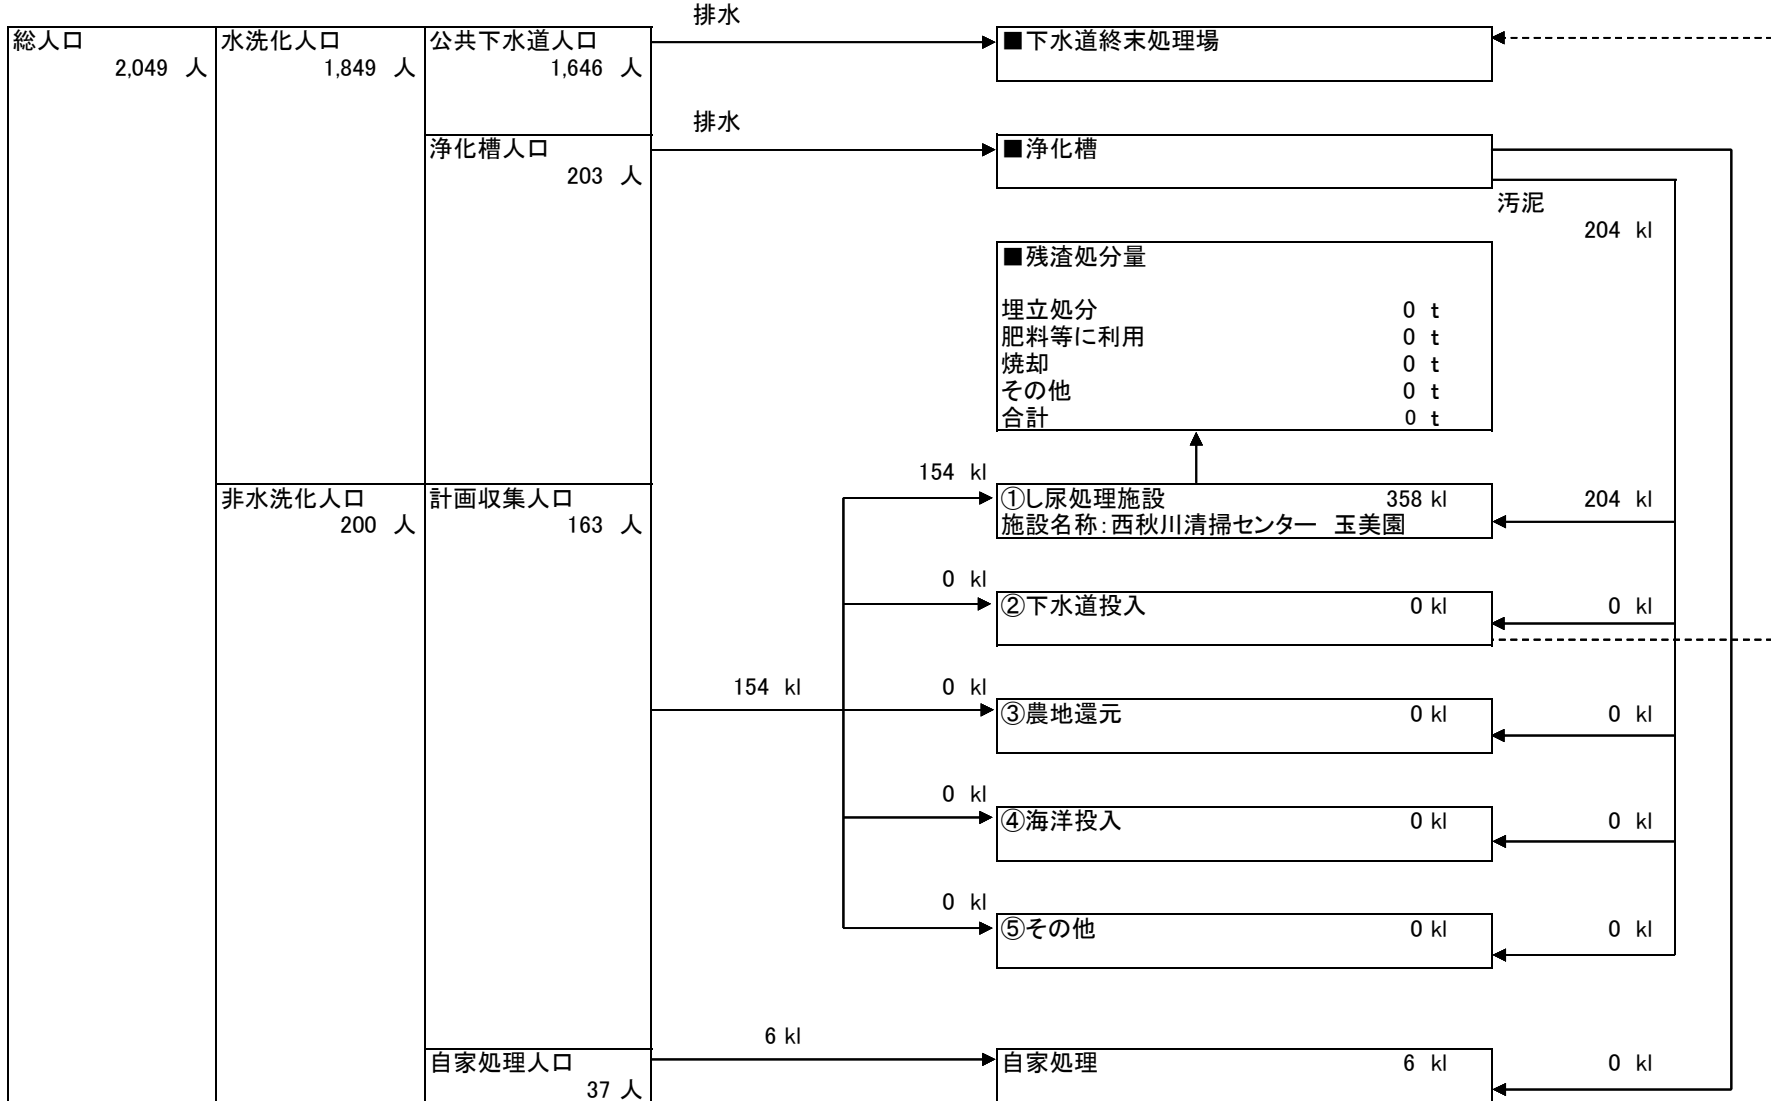 排水
総人口 水洗化人口 公共下水道人口 ■下水道終末処理場
2,049 人 1,849 人 1,646 人
排水
浄化槽人口 ■浄化槽
203 人
汚泥
204 kl
■残渣処分量
埋立処分 0 t
肥料等に利用 0 t
焼却 0 t
その他 0 t
合計 0 t
154 kl
非水洗化人口 計画収集人口 ①し尿処理施設 358 kl 204 kl
200 人 163 人 施設名称:西秋川清掃センター 玉美園
0 kl
②下水道投入 0 kl 0 kl
154 kl 0 kl
③農地還元 0 kl 0 kl
0 kl
④海洋投入 0 kl 0 kl
0 kl
⑤その他 0 kl 0 kl
6 kl
自家処理人口 自家処理 6 kl 0 kl
37 人